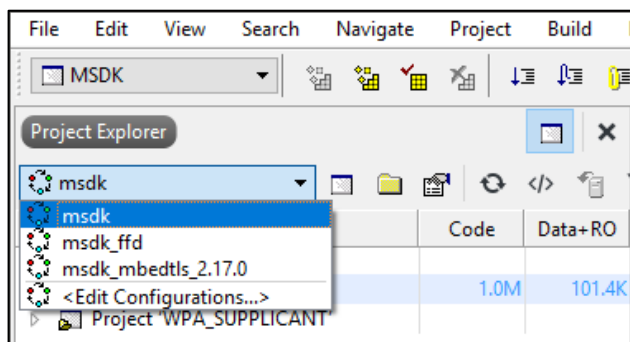 File Edit View Search Navigate Project Build
MSDK
Project Explorer
msdk
Code Data+RO
msdk
msdk_ffd
msdk_mbedtls_2.17.0
<Edit Configurations...>
1.0M 101.4K
Project 'WPA_SUPPLICANT'